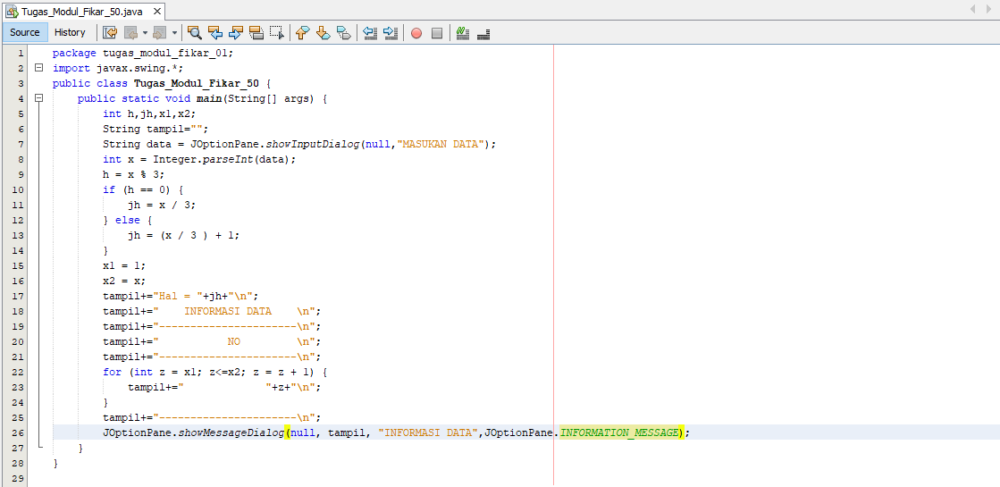 Tugas_Modul_Fikar_50.java
Source History
1 package tugas_modul_fikar_01;
2 import javax.swing.*;
3 public class Tugas_Modul_Fikar_50 {
4 public static void main(String[] args) {
5 int h,jh,x1,x2;
6 String tampil="";
7 String data = JOptionPane.showInputDialog(null,"MASUKAN DATA");
8 int x = Integer.parseInt(data);
9 h = x % 3;
10 if (h == 0) {
11 jh = x / 3;
12 } else {
13 jh = (x / 3 ) + 1;
14 }
15 x1 = 1;
16 x2 = x;
17 tampil+="Hal = "+jh+"\n";
18 tampil+="    INFORMASI DATA    \n";
19 tampil+="----------------------\n";
20 tampil+="           NO         \n";
21 tampil+="----------------------\n";
22 for (int z = x1; z<=x2; z = z + 1) {
23 tampil+="             "+z+"\n";
24 }
25 tampil+="----------------------\n";
26 JOptionPane.showMessageDialog(null, tampil, "INFORMASI DATA",JOptionPane.INFORMATION_MESSAGE);
27 }
28 }
29